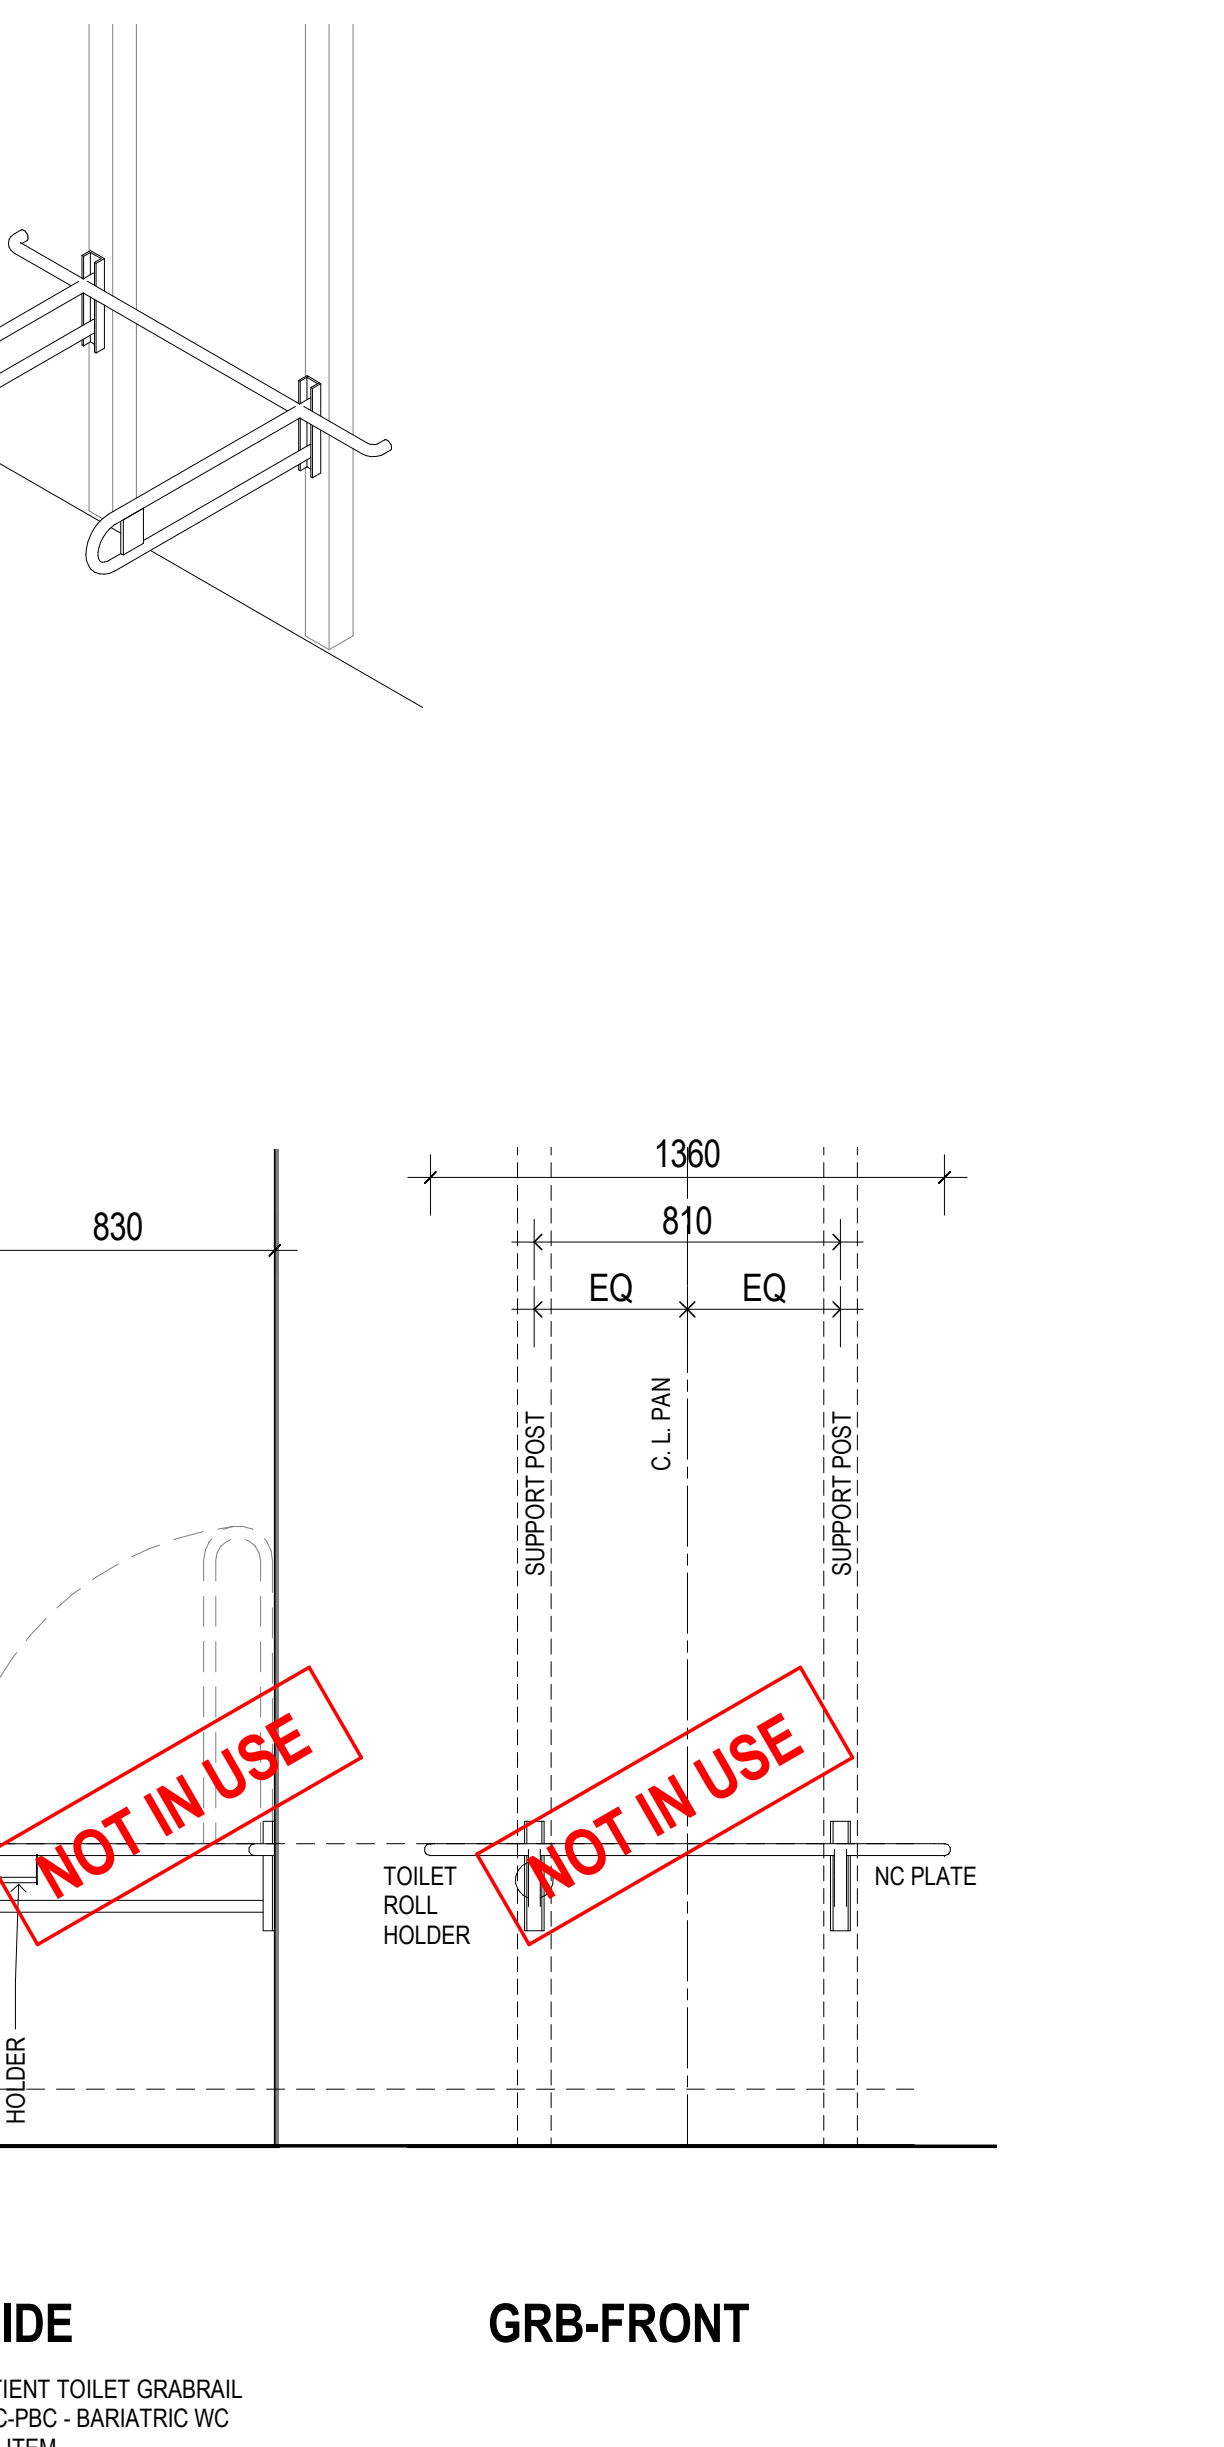 1360
830
810
EQ
EQ
C. L. PAN
SUPPORT POST
SUPPORT POST
NOT IN USE
NOT IN USE
TOILET
ROLL
HOLDER
NC PLATE
HOLDER
IDE
GRB-FRONT
TIENT TOILET GRABRAIL
C-PBC - BARIATRIC WC
ITEM